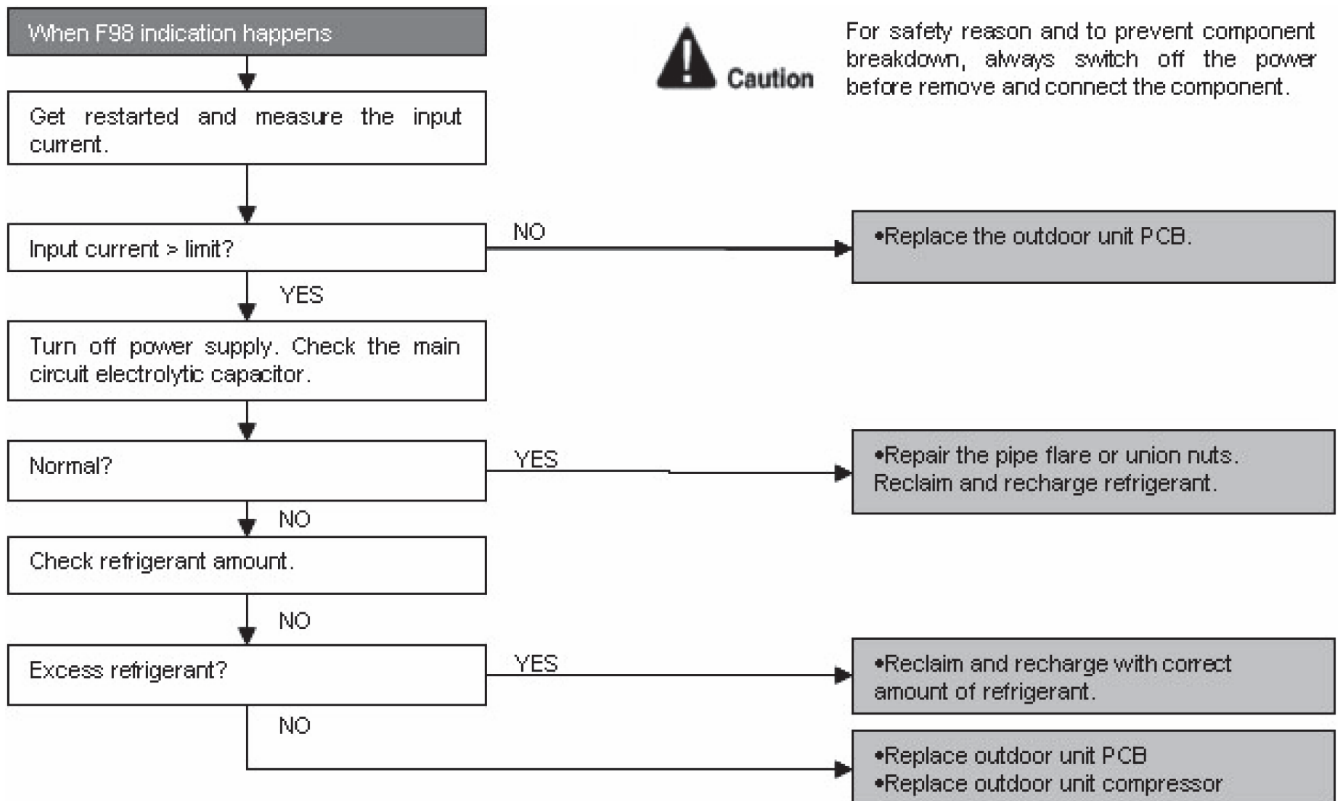 When F98 indication happens
Caution
For safety reason and to prevent component
breakdown, always switch off the power
before remove and connect the component.
Get restarted and measure the input
current.
Input current > limit?
NO
•Replace the outdoor unit PCB.
YES
Turn off power supply. Check the main
circuit electrolytic capacitor.
Normal?
YES
•Repair the pipe flare or union nuts.
Reclaim and recharge refrigerant.
NO
Check refrigerant amount.
NO
Excess refrigerant?
YES
•Reclaim and recharge with correct
amount of refrigerant.
NO
•Replace outdoor unit PCB
•Replace outdoor unit compressor